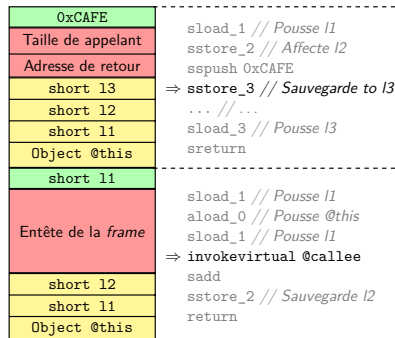 0xCAFE
Taille de appelant
Adresse de retour
short l3
short l2
short l1
Object @this
short l1
Entête de la frame
short l2
short l1
Object @this
sload_1 // Pousse l1
sstore_2 // Affecte l2
sspush 0xCAFE
⇒ sstore_3 // Sauvegarde to l3
... // ...
sload_3 // Pousse l3
sreturn
sload_1 // Pousse l1
aload_0 // Pousse @this
sload_1 // Pousse l1
⇒ invokevirtual @callee
sadd
sstore_2 // Sauvegarde l2
return